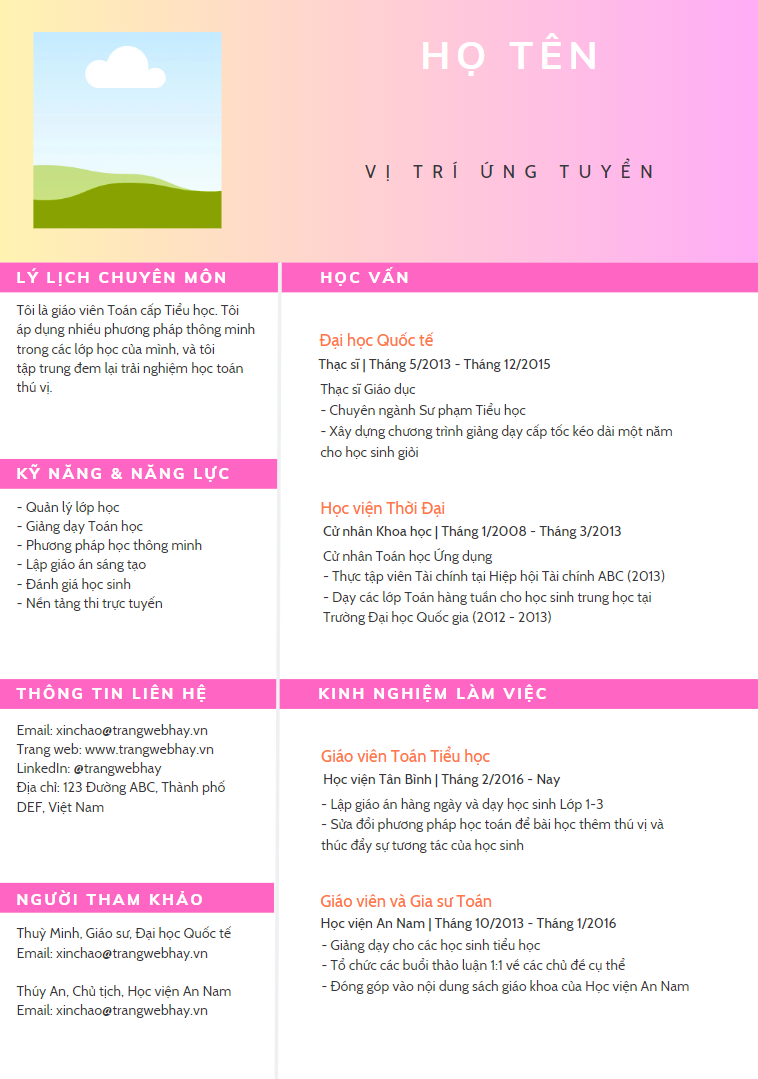 HỌ TÊN
VỊ TRÍ ỨNG TUYỂN
LÝ LỊCH CHUYÊN MÔN
Tôi là giáo viên Toán cấp Tiểu học. Tôi
áp dụng nhiều phương pháp thông minh
trong các lớp học của mình, và tôi
tập trung đem lại trải nghiệm học toán
thú vị.
KỸ NĂNG & NĂNG LỰC
- Quản lý lớp học
- Giảng dạy Toán học
- Phương pháp học thông minh
- Lập giáo án sáng tạo
- Đánh giá học sinh
- Nền tảng thi trực tuyến
THÔNG TIN LIÊN HỆ
Email: xinchao@trangwebhay.vn
Trang web: www.trangwebhay.vn
LinkedIn: @trangwebhay
Địa chỉ: 123 Đường ABC, Thành phố
DEF, Việt Nam
NGƯỜI THAM KHẢO
Thuỳ Minh, Giáo sư, Đại học Quốc tế
Email: xinchao@trangwebhay.vn
Thúy An, Chủ tịch, Học viện An Nam
Email: xinchao@trangwebhay.vn
HỌC VẤN
Đại học Quốc tế
Thạc sĩ | Tháng 5/2013 - Tháng 12/2015
Thạc sĩ Giáo dục
- Chuyên ngành Sư phạm Tiểu học
- Xây dựng chương trình giảng dạy cấp tốc kéo dài một năm
cho học sinh giỏi
Học viện Thời Đại
Cử nhân Khoa học | Tháng 1/2008 - Tháng 3/2013
Cử nhân Toán học Ứng dụng
- Thực tập viên Tài chính tại Hiệp hội Tài chính ABC (2013)
- Dạy các lớp Toán hàng tuần cho học sinh trung học tại
Trường Đại học Quốc gia (2012 - 2013)
KINH NGHIỆM LÀM VIỆC
Giáo viên Toán Tiểu học
Học viện Tân Bình | Tháng 2/2016 - Nay
- Lập giáo án hàng ngày và dạy học sinh Lớp 1-3
- Sửa đổi phương pháp học toán để bài học thêm thú vị và
thúc đẩy sự tương tác của học sinh
Giáo viên và Gia sư Toán
Học viện An Nam | Tháng 10/2013 - Tháng 1/2016
- Giảng dạy cho các học sinh tiểu học
- Tổ chức các buổi thảo luận 1:1 về các chủ đề cụ thể
- Đóng góp vào nội dung sách giáo khoa của Học viện An Nam